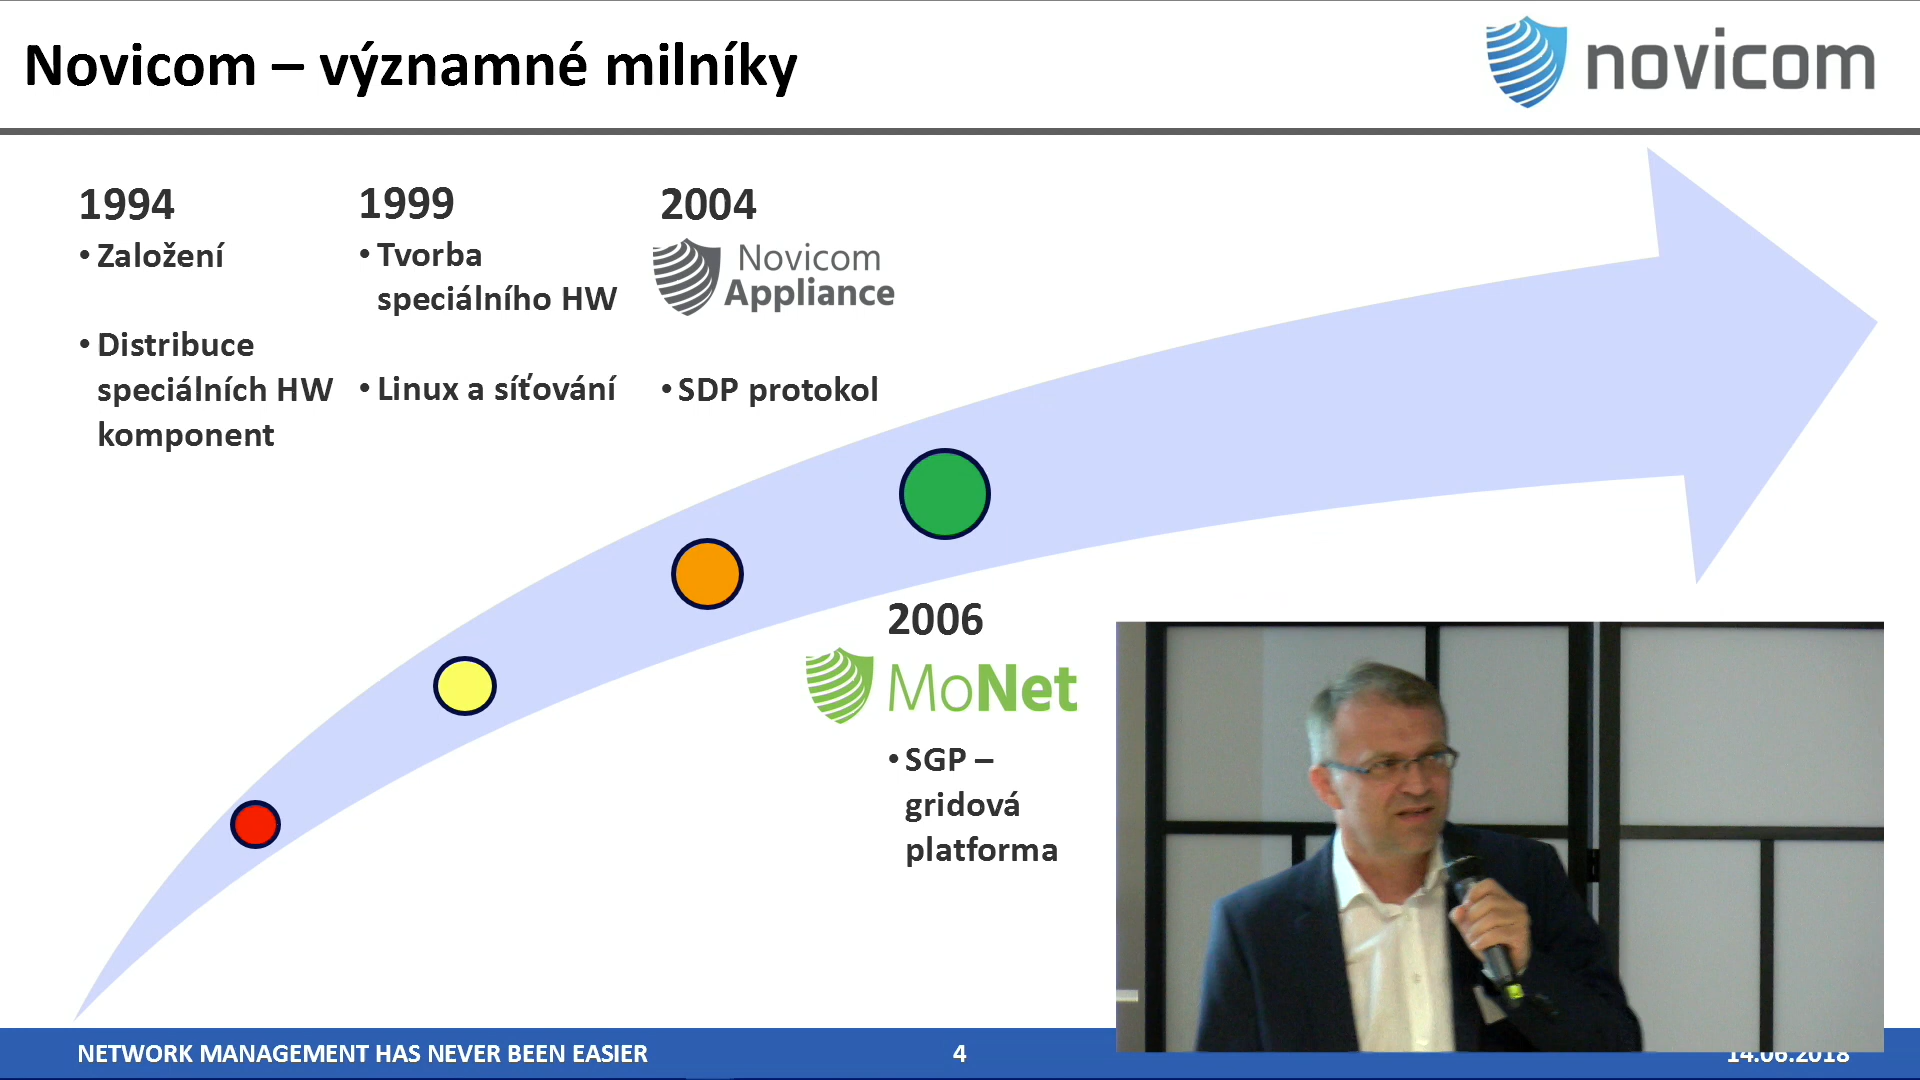 Novicom – významné milníky
novicom
1994
• Založení
• Distribuce
speciálních HW
komponent
1999
• Tvorba
speciálního HW
• Linux a síťování
2004
Novicom
Appliance
• SDP protokol
2006
MoNet
• SGP –
gridová
platforma
NETWORK MANAGEMENT HAS NEVER BEEN EASIER
4
14.06.2018